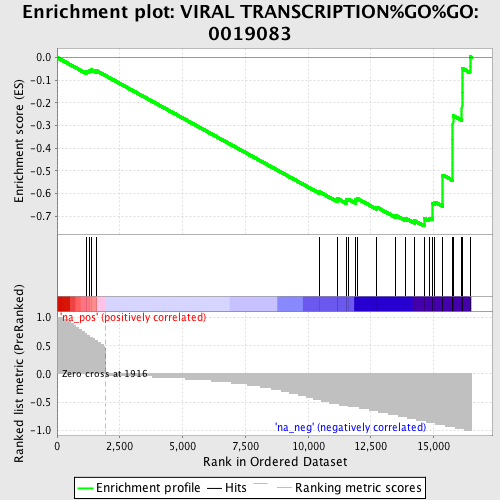 Enrichment plot: VIRAL TRANSCRIPTION%GO%GO:
0019083
Enrichment score (ES)
0.0
-0.1
-0.2
-0.3
-0.4
-0.5
-0.6
-0.7
Ranked list metric (PreRanked)
1.0
0.5
0.0
-0.5
-1.0
'na_pos' (positively correlated)
Zero cross at 1916
'na_neg' (negatively correlated)
0
2,500
5,000
7,500
10,000
12,500
15,000
Rank in Ordered Dataset
Enrichment profile
Hits
Ranking metric scores